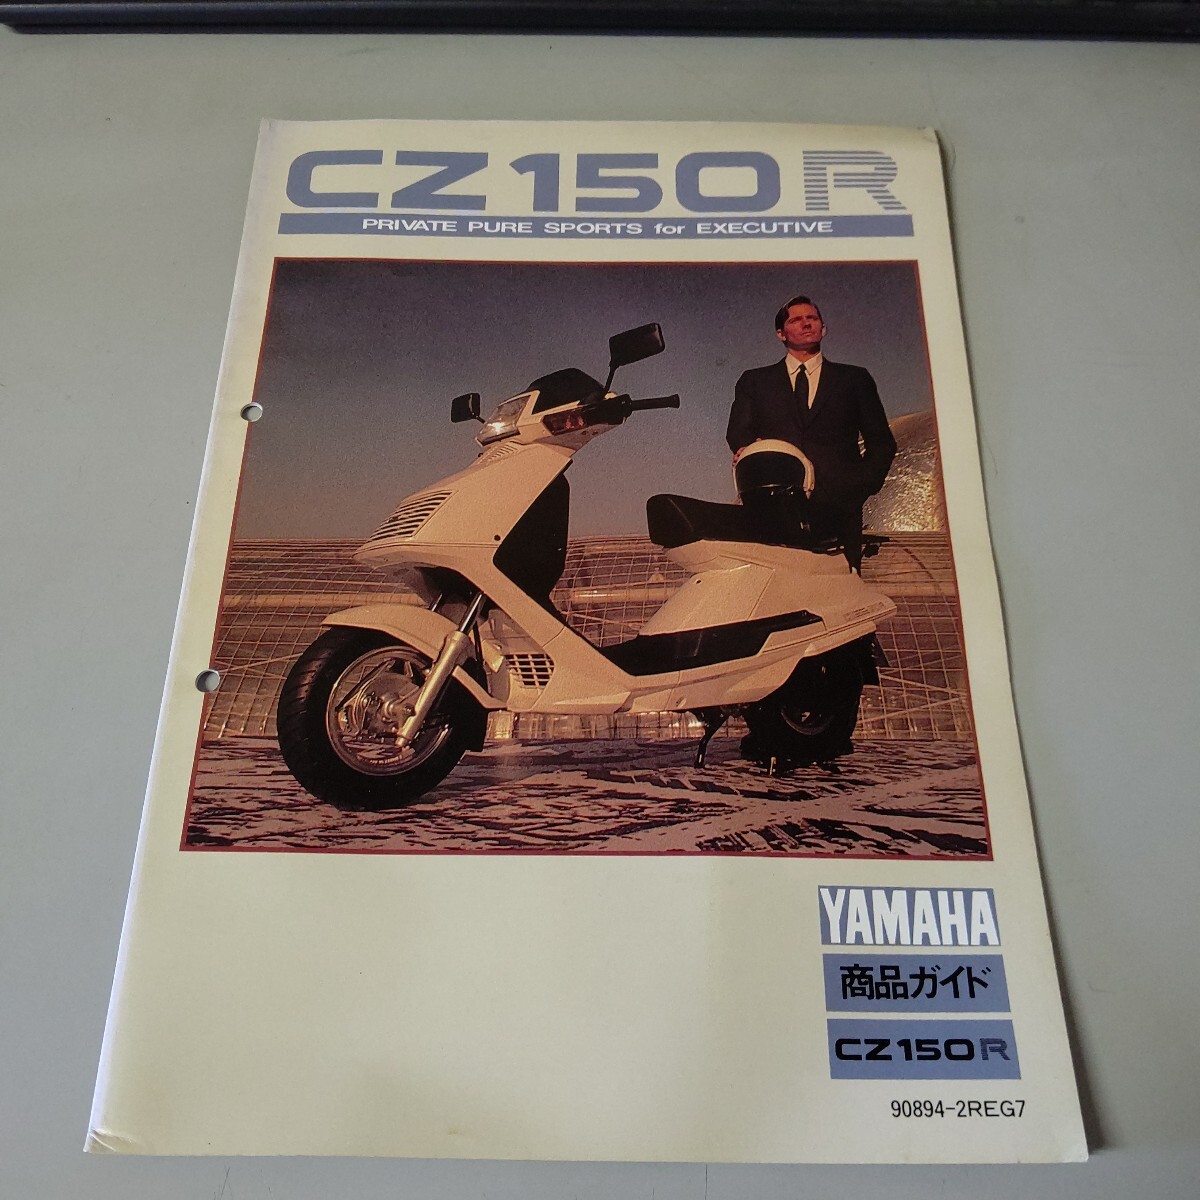 CZ150R
PRIVATE PURE SPORTS for EXECUTIVE
YAMAHA
商品ガイド
CZ150R
90894-2REG7